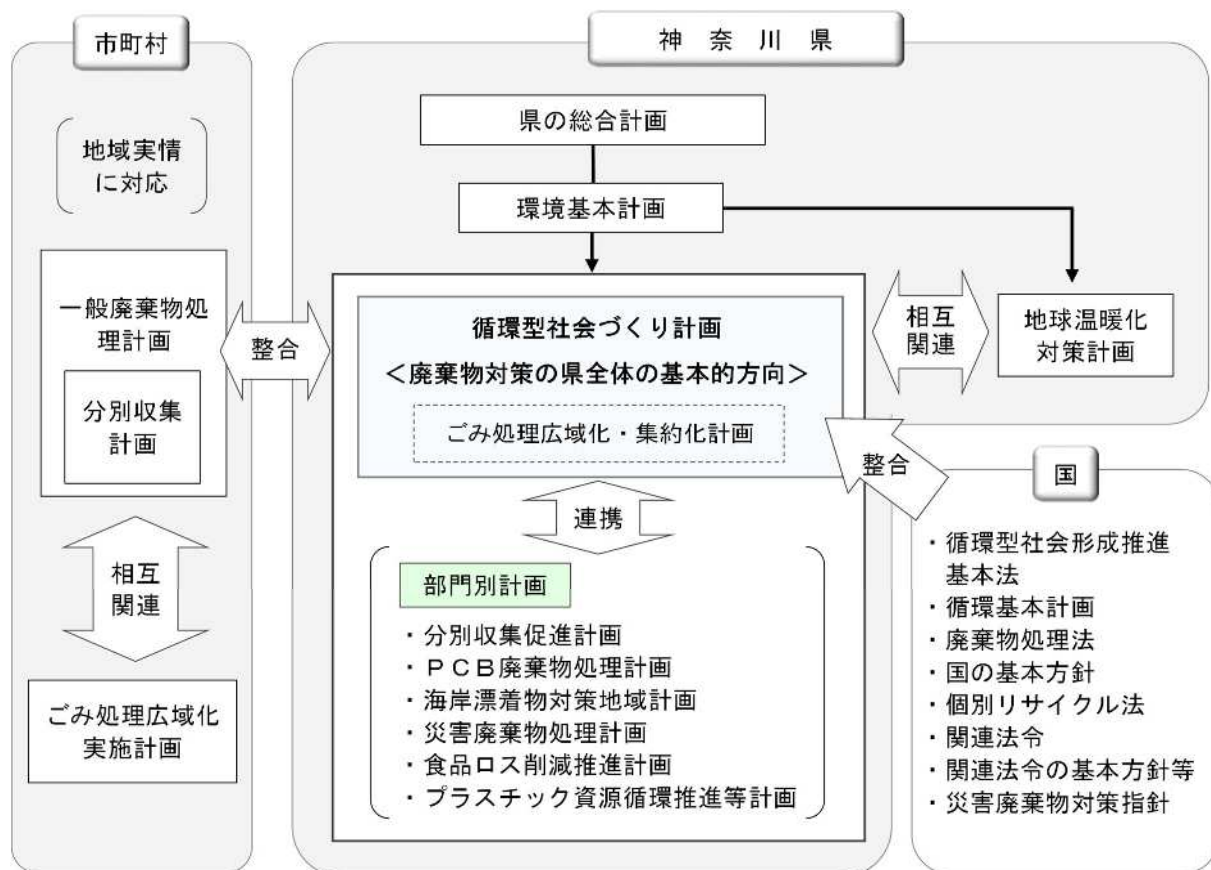 市町村
地域実情
に対応
一般廃棄物処
理計画
分別収集
計画
相互
関連
ごみ処理広域化
実施計画
整合
神奈川県
県の総合計画
環境基本計画
循環型社会づくり計画
＜廃棄物対策の県全体の基本的方向＞
ごみ処理広域化・集約化計画
連携
部門別計画
・分別収集促進計画
・ＰＣＢ廃棄物処理計画
・海岸漂着物対策地域計画
・災害廃棄物処理計画
・食品ロス削減推進計画
・プラスチック資源循環推進等計画
相互
関連
地球温暖化
対策計画
整合
国
・循環型社会形成推進
基本法
・循環基本計画
・廃棄物処理法
・国の基本方針
・個別リサイクル法
・関連法令
・関連法令の基本方針等
・災害廃棄物対策指針